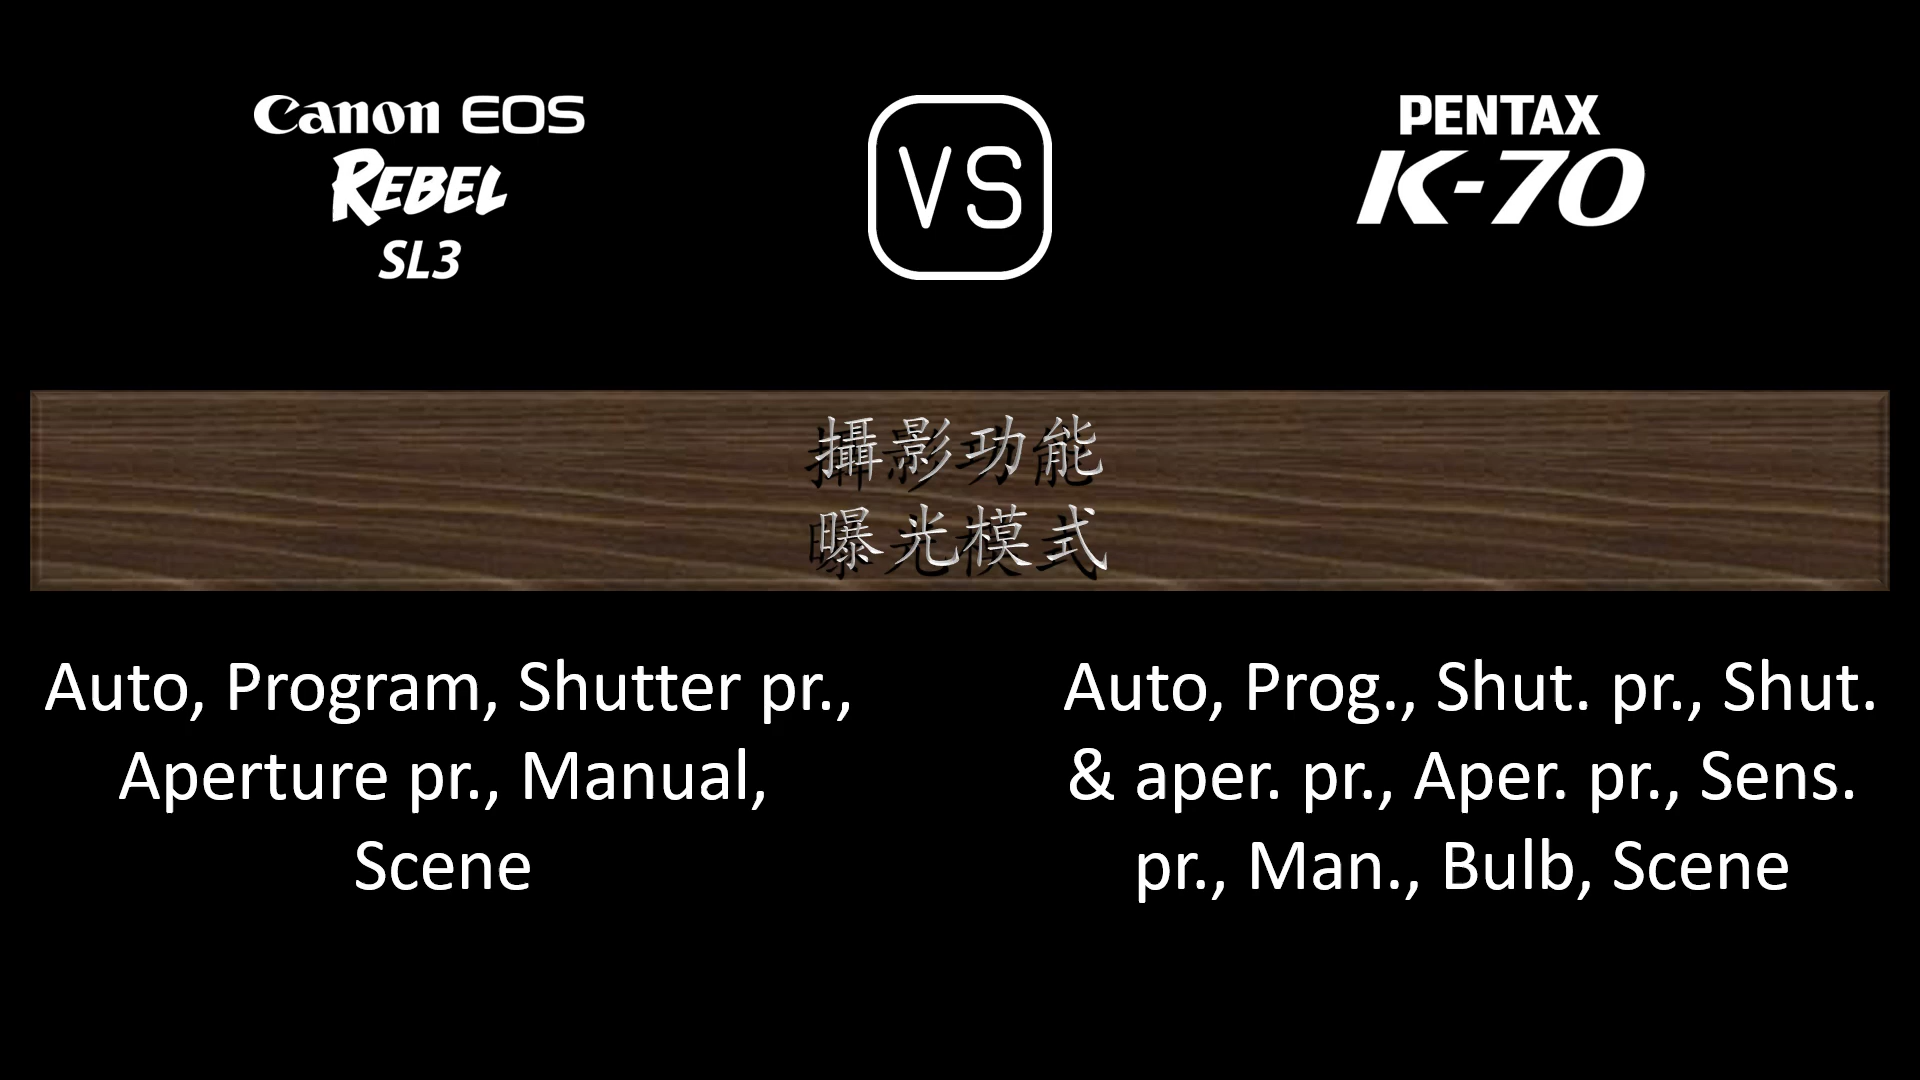 Canon EOS
REBEL
SL3
VS
PENTAX
K-70
攝影功能
曝光模式
Auto, Program, Shutter pr.,
Aperture pr., Manual,
Scene
Auto, Prog., Shut. pr., Shut.
& aper. pr., Aper. pr., Sens.
pr., Man., Bulb, Scene